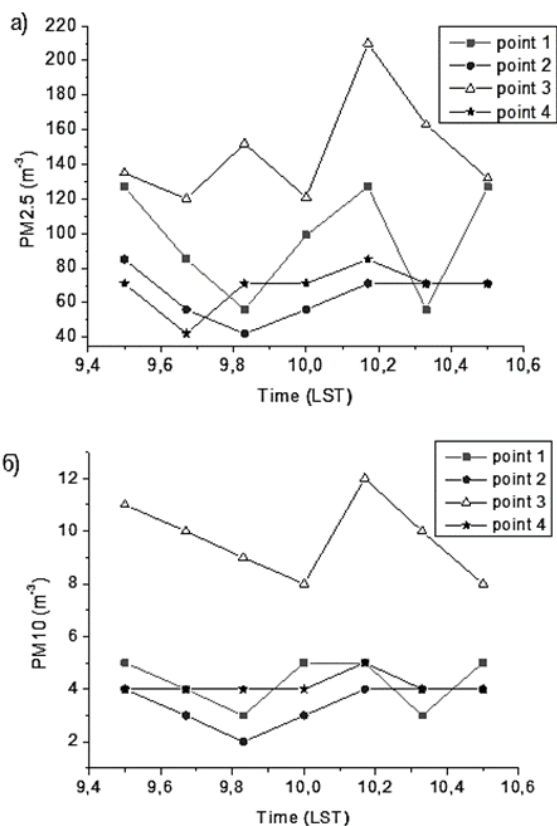 а)
220
200
180
160
140
120
100
80
60
40
PM2.5 (m-3)
point 1
point 2
point 3
point 4
9,4 9,6 9,8 10,0 10,2 10,4 10,6
Time (LST)
б)
12
10
8
6
4
2
PM10 (m-3)
point 1
point 2
point 3
point 4
9,4 9,6 9,8 10,0 10,2 10,4 10,6
Time (LST)